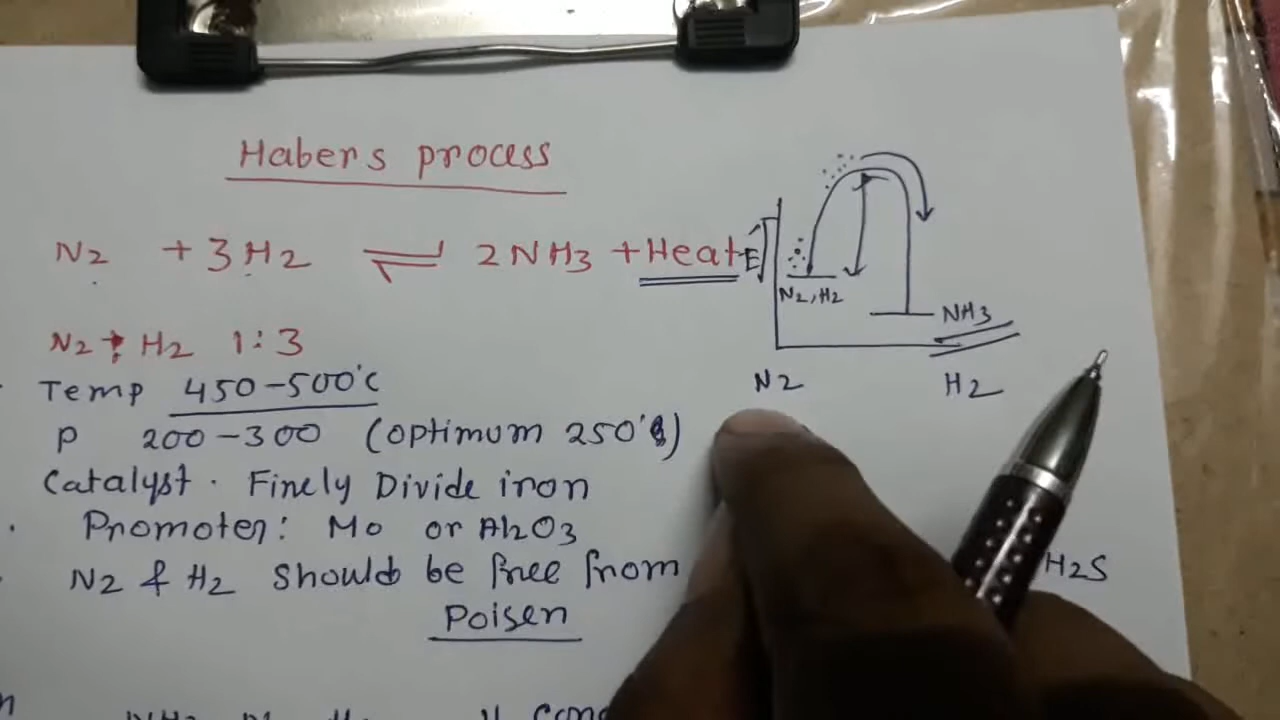 Habers process
N2 + 3H2 ⇌ 2NH3 + Heat
E
N2, H2
NH3
N2 : H2 1:3
Temp 450-500°C
N2 H2
P 200-300 (optimum 250)
Catalyst . Finely Divide iron
Promoter: Mo or Al2O3
N2 & H2 should be free from H2S
Poisen